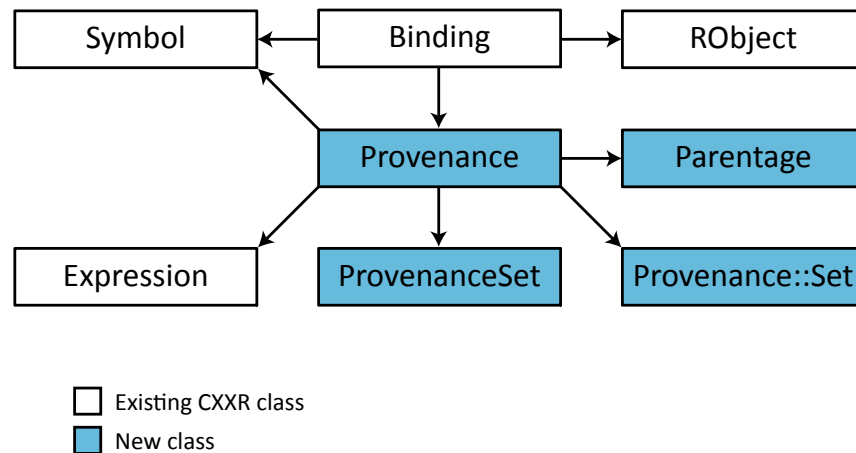 Symbol
Binding
RObject
Provenance
Parentage
Expression
ProvenanceSet
Provenance::Set
Existing CXXR class
New class